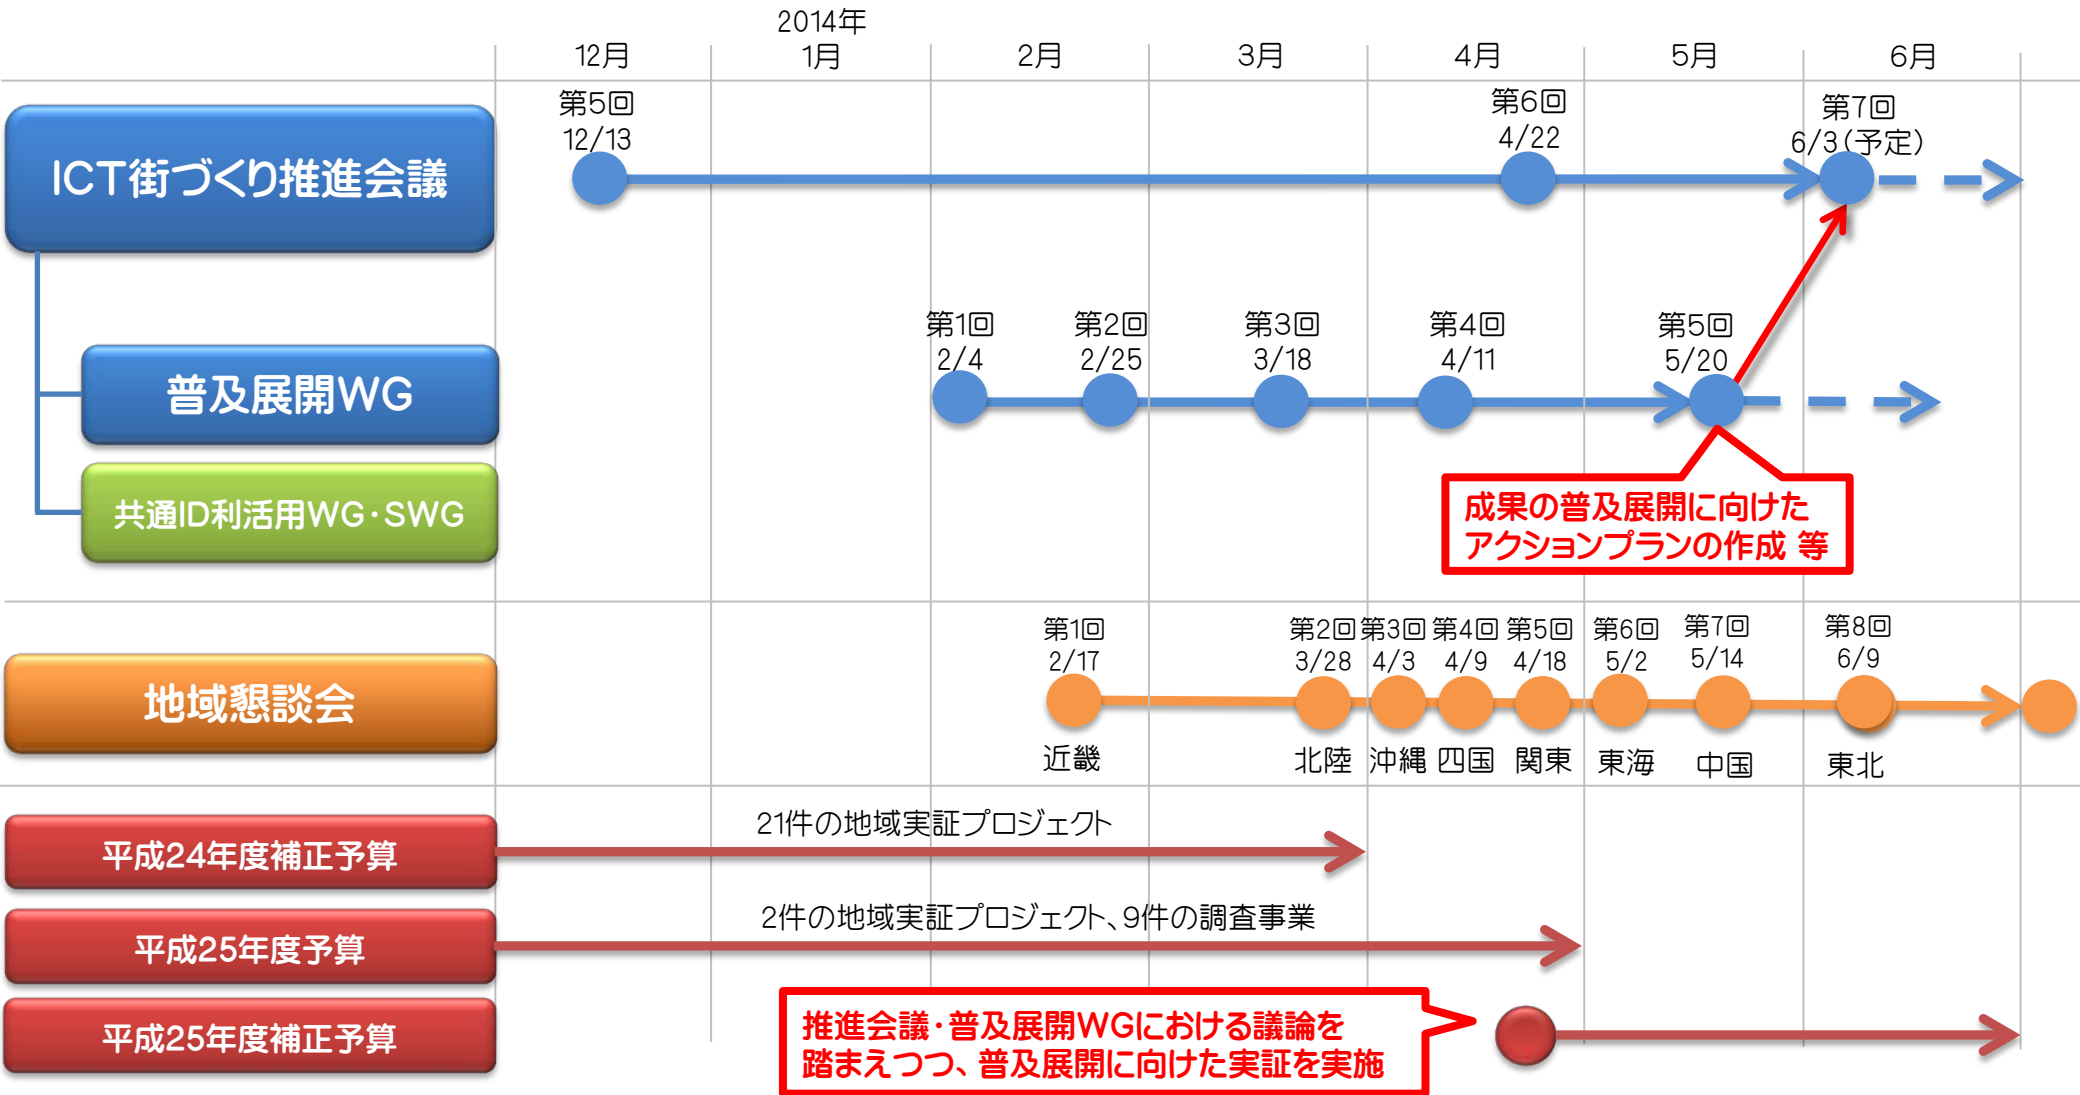 2014年
12月
1月
2月
3月
4月
5月
6月
第5回
12/13
第6回
4/22
第7回
6/3(予定)
ICT街づくり推進会議
第1回
2/4
第2回
2/25
第3回
3/18
第4回
4/11
第5回
5/20
普及展開WG
共通ID利活用WG・SWG
成果の普及展開に向けた
アクションプランの作成 等
第1回
2/17
第2回
3/28
第3回
4/3
第4回
4/9
第5回
4/18
第6回
5/2
第7回
5/14
第8回
6/9
地域懇談会
近畿
北陸
沖縄
四国
関東
東海
中国
東北
21件の地域実証プロジェクト
平成24年度補正予算
2件の地域実証プロジェクト、9件の調査事業
平成25年度予算
平成25年度補正予算
推進会議・普及展開WGにおける議論を
踏まえつつ、普及展開に向けた実証を実施